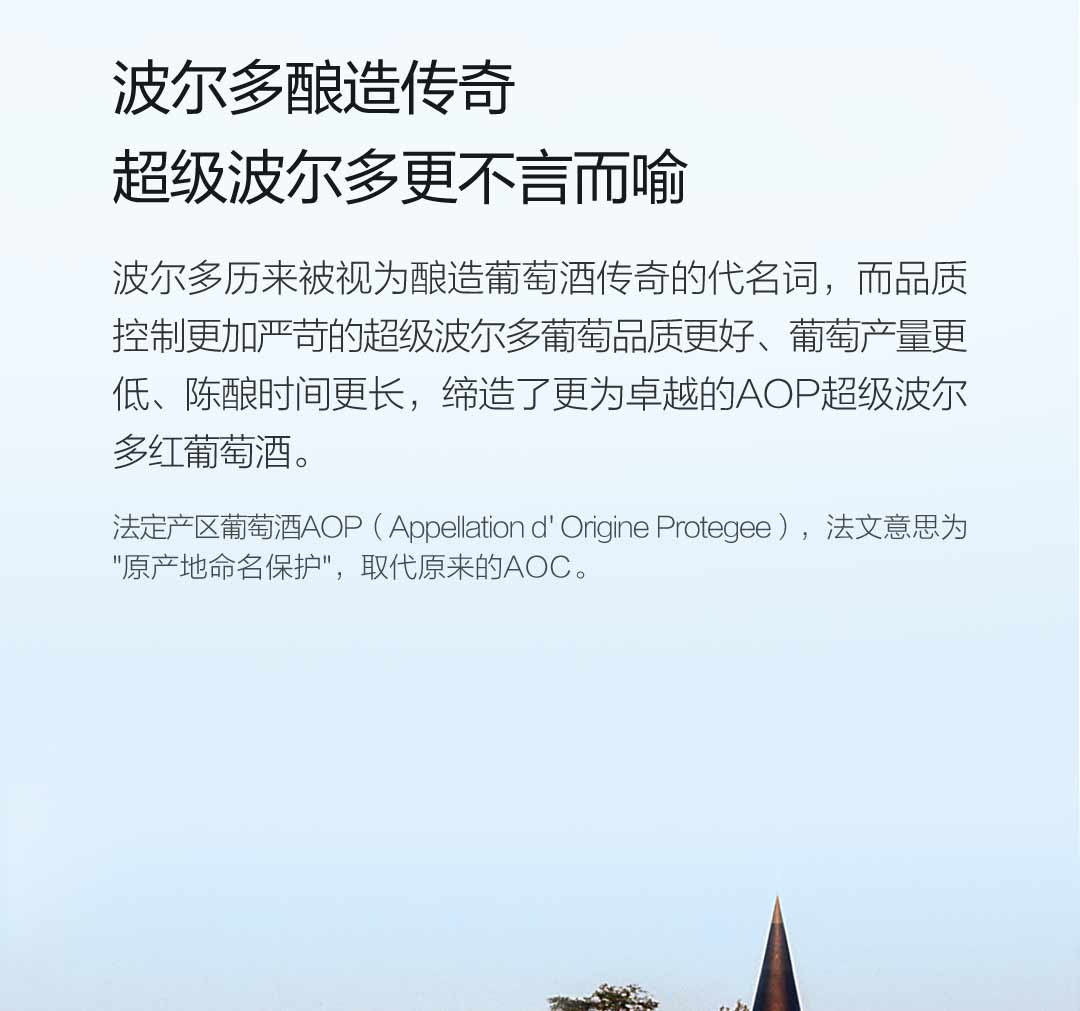 波尔多酿造传奇
超级波尔多更不言而喻
波尔多历来被视为酿造葡萄酒传奇的代名词，而品质
控制更加严苛的超级波尔多葡萄品质更好、葡萄产量更
低、陈酿时间更长，缔造了更为卓越的AOP超级波尔
多红葡萄酒。
法定产区葡萄酒AOP（Appellation d' Origine Protegee），法文意思为
"原产地命名保护"，取代原来的AOC。